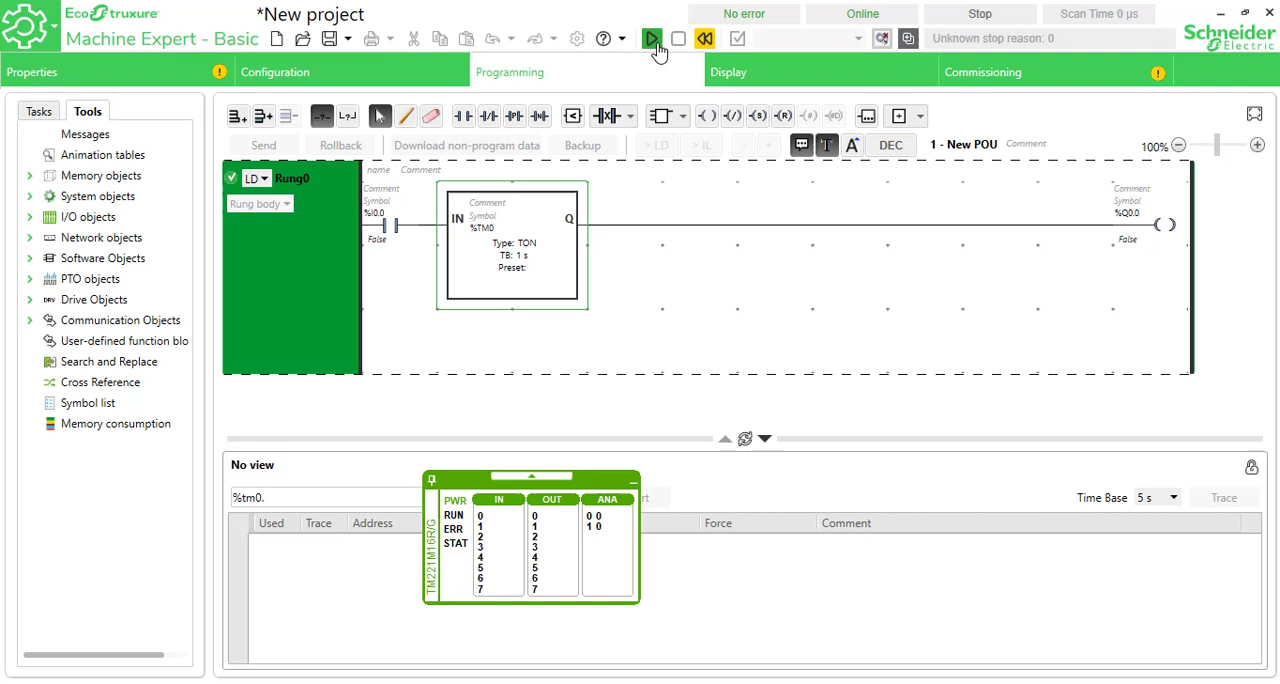 EcoStruxure
Machine Expert - Basic
*New project
No error
Online
Stop
Scan Time 0 µs
Unknown stop reason: 0
Schneider
Electric
Properties
Configuration
Programming
Display
Commissioning
Tasks
Tools
Messages
Animation tables
Memory objects
System objects
I/O objects
Network objects
Software Objects
PTO objects
DRV Drive Objects
Communication Objects
User-defined function blo
Search and Replace
Cross Reference
Symbol list
Memory consumption
Send
Rollback
Download non-program data
Backup
> LD
> IL
T
A
DEC
1 - New POU
Comment
100%
LD
Rung0
name
Comment
Rung body
Comment
Symbol
%I0.0
False
Comment
Symbol
%TM0
IN
Q
Type: TON
TB: 1 s
Preset:
Comment
Symbol
%Q0.0
False
No view
%tm0.
Time Base
5 s
Trace
Used
Trace
Address
Force
Comment
TM221M16R/G
PWR
RUN
ERR
STAT
IN
OUT
ANA
0 0 0 0
1 1 1 0
2 2
3 3
4 4
5 5
6 6
7 7